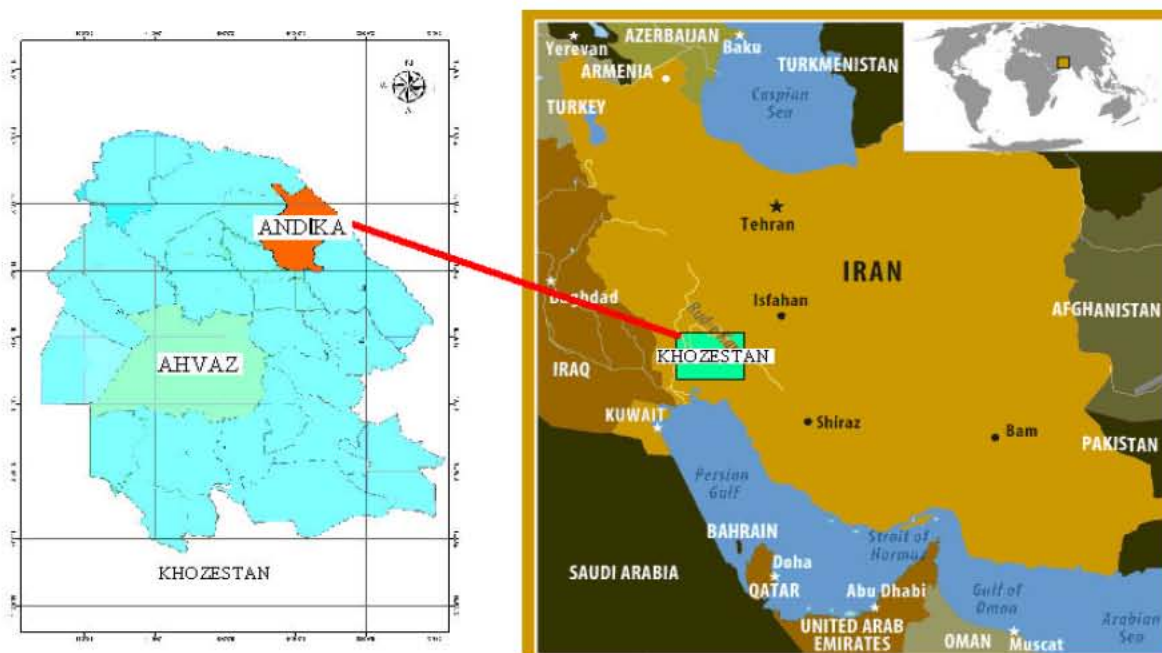 ANDIKA
AHVAZ
KHOZESTAN
Yerevan
AZERBAIJAN
Baku
ARMENIA
TURKMENISTAN
TURKEY
Caspian
Sea
Tehran
IRAN
Baghdad
Isfahan
AFGHANISTAN
KHOZESTAN
IRAQ
KUWAIT
Shiraz
Bam
PAKISTAN
Persian
Gulf
BAHRAIN
Strait of
Hormuz
SAUDI ARABIA
Doha
QATAR
Abu Dhabi
Gulf of
Oman
UNITED ARAB
EMIRATES
OMAN
Muscat
Arabian
Sea